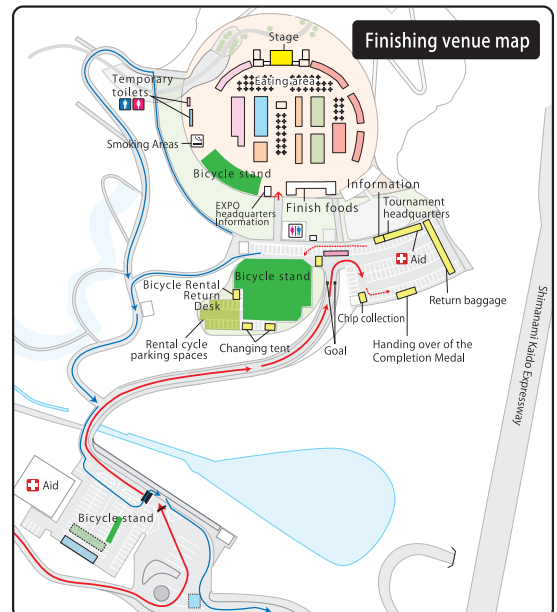 Finishing venue map
Stage
Eating area
Temporary
toilets
Smoking Areas
Bicycle stand
EXPO
headquarters
Information
Finish foods
Information
Tournament
headquarters
Aid
Bicycle stand
Bicycle Rental
Return
Desk
Rental cycle
parking spaces
Changing tent
Goal
Chip collection
Return baggage
Handing over of the
Completion Medal
Shimanami Kaido Expressway
Aid
Bicycle stand